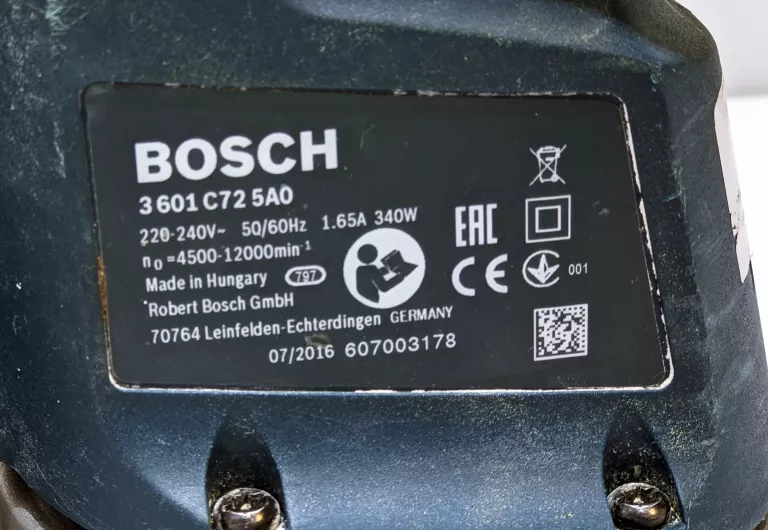 BOSCH
3 601 C72 5A0
220-240V~ 50/60Hz 1.65A 340W
n0 =4500-12000min-1
Made in Hungary 797
Robert Bosch GmbH
70764 Leinfelden-Echterdingen GERMANY
07/2016 607003178
EAC
CE
001